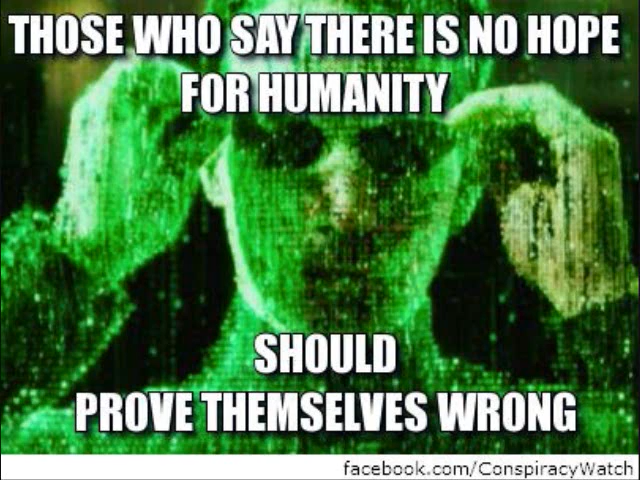 THOSE WHO SAY THERE IS NO HOPE
FOR HUMANITY
SHOULD
PROVE THEMSELVES WRONG
facebook.com/ConspiracyWatch